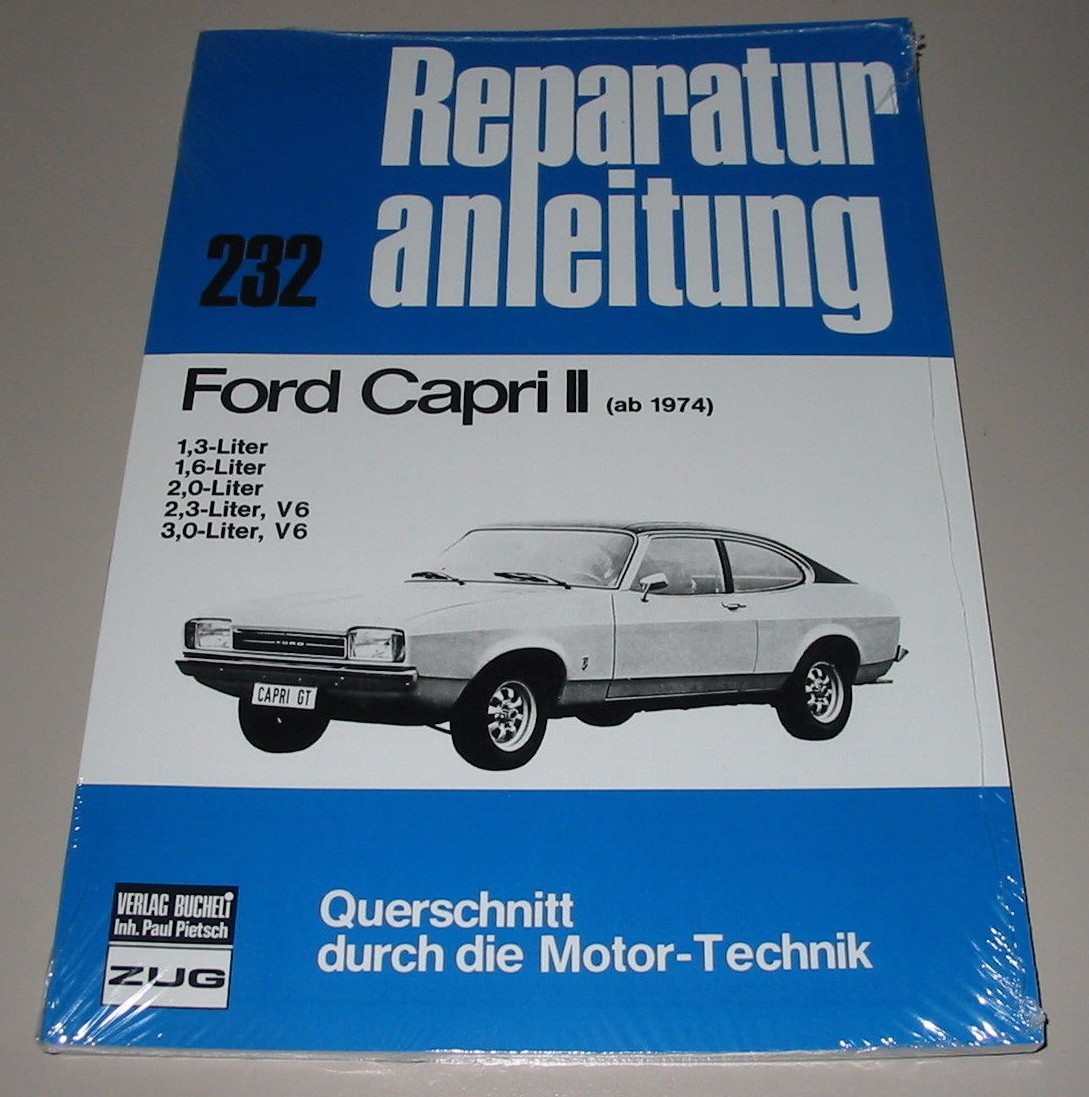 Reparatur
anleitung
232
Ford Capri II (ab 1974)
1,3-Liter
1,6-Liter
2,0-Liter
2,3-Liter, V6
3,0-Liter, V6
FORD
CAPRI GT
VERLAG BUCHELI
Inh. Paul Pietsch
ZUG
Querschnitt
durch die Motor-Technik